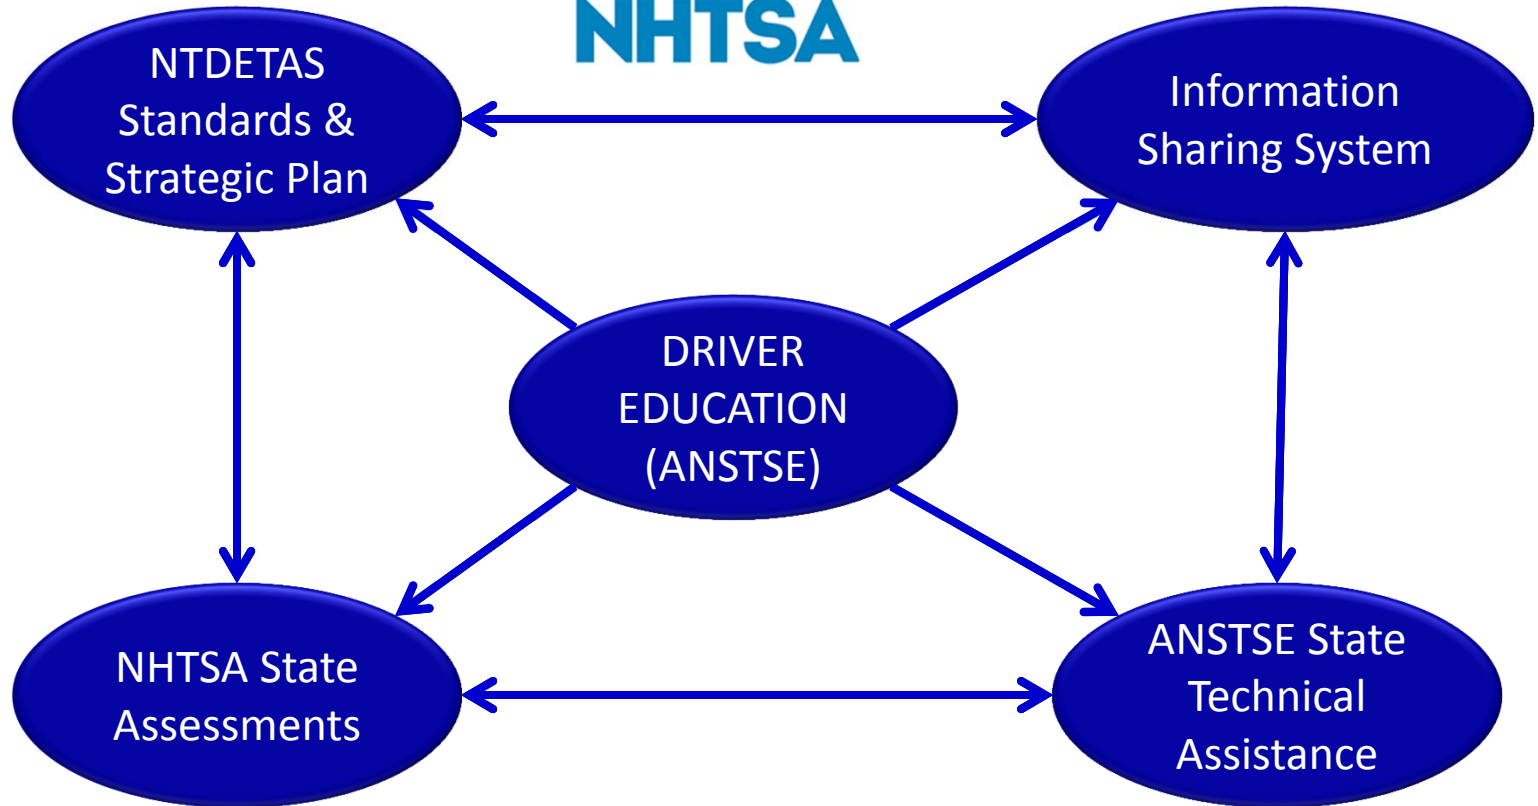 NHTSA
NTDETAS
Standards &
Strategic Plan
Information
Sharing System
DRIVER
EDUCATION
(ANSTSE)
NHTSA State
Assessments
ANSTSE State
Technical
Assistance